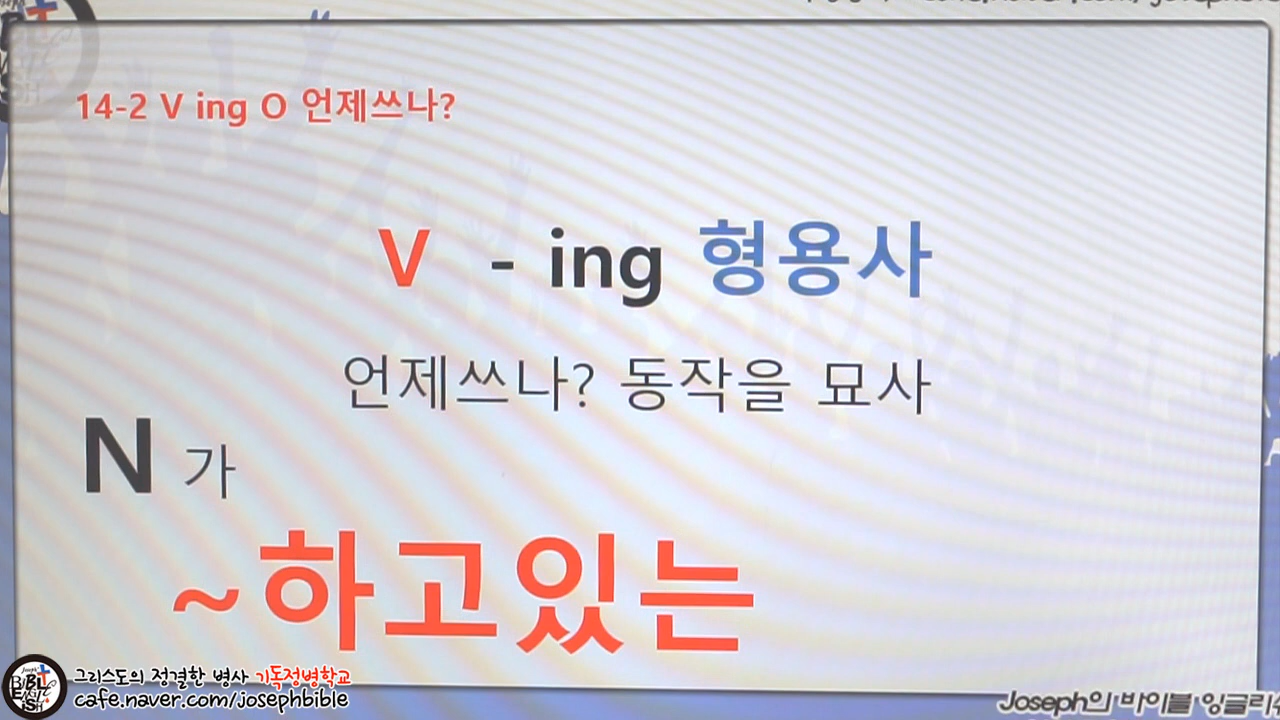 14-2 V ing O 언제쓰나?
V - ing 형용사
언제쓰나? 동작을 묘사
N 가
~하고있는
그리스도의 정결한 병사 기독정병학교
cafe.naver.com/josephbible
Joseph의 바이블 잉글리